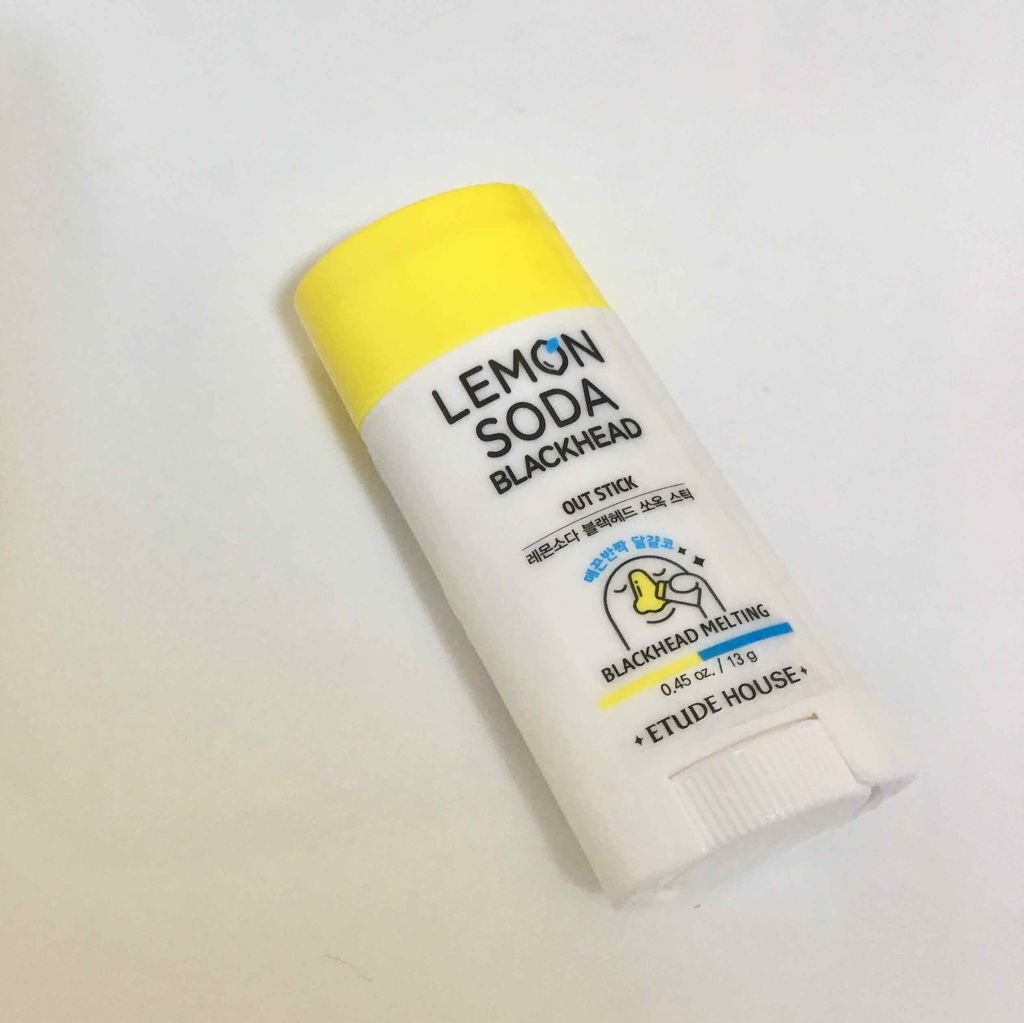 LEMON
SODA
BLACKHEAD
OUT STICK
레몬소다 블랙헤드 쏘옥 스틱
매끈반짝 달걀코
BLACKHEAD MELTING
0.45 oz. / 13 g
ETUDE HOUSE